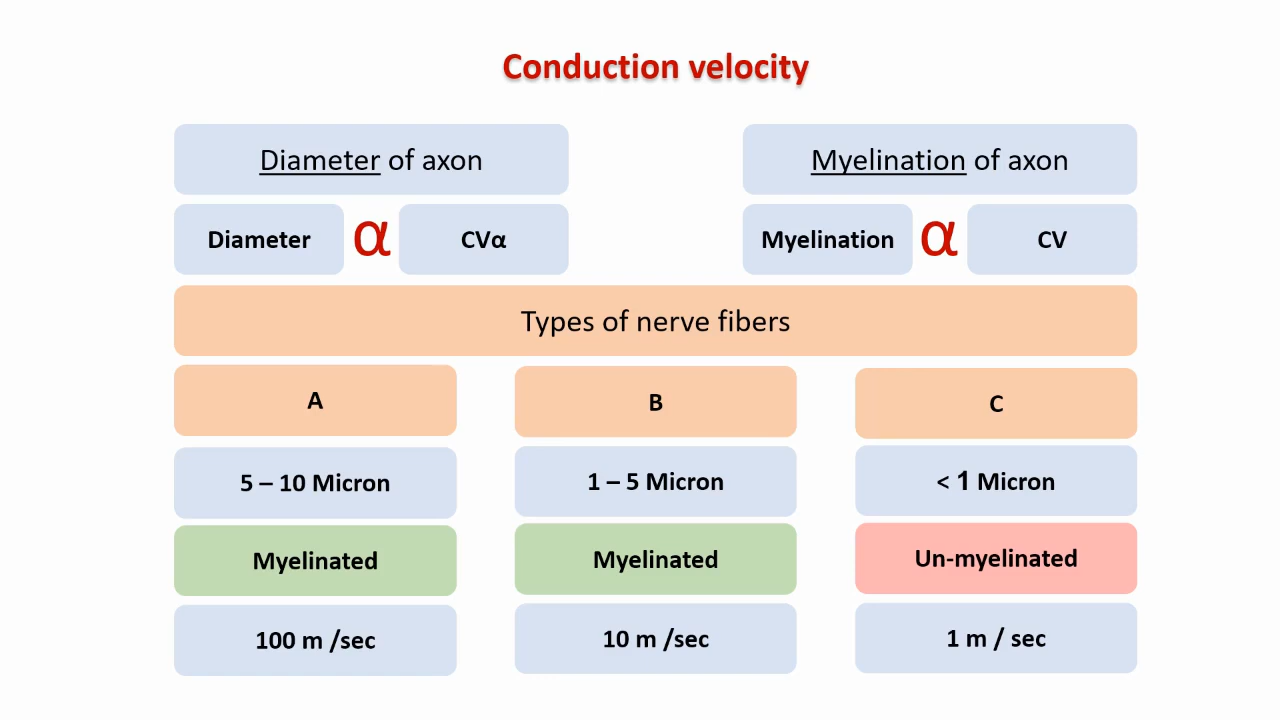 Conduction velocity
Diameter of axon
Myelination of axon
Diameter α CVα
Myelination α CV
Types of nerve fibers
A
B
C
5 – 10 Micron
1 – 5 Micron
< 1 Micron
Myelinated
Myelinated
Un-myelinated
100 m /sec
10 m /sec
1 m / sec